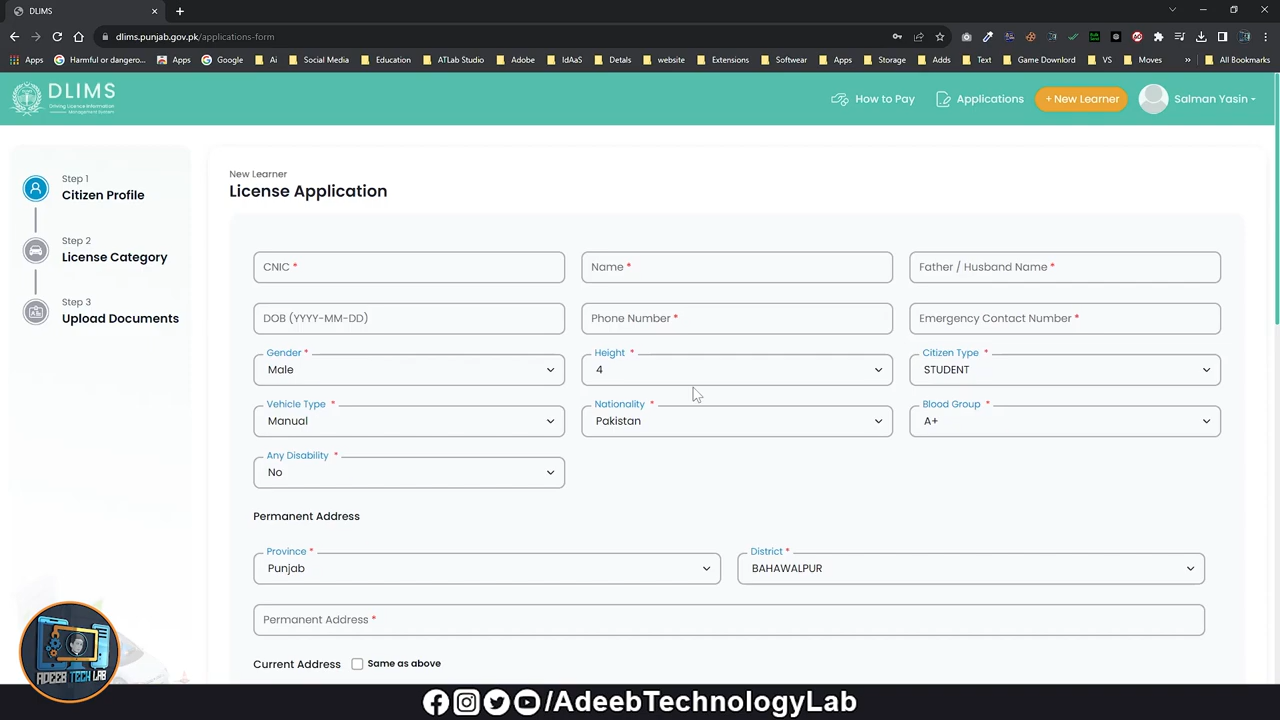 DLIMS
dlims.punjab.gov.pk/applications-form
Apps
Harmful or dangero...
Apps
Google
Ai
Social Media
Education
ATLab Studio
Adobe
IdAaS
Detals
website
Extensions
Softwear
Apps
Storage
Adds
Text
Game Downlord
VS
Moves
»
All Bookmarks
DLIMS
Driving Licence Information
Management System
How to Pay
Applications
+ New Learner
Salman Yasin
Step 1
Citizen Profile
Step 2
License Category
Step 3
Upload Documents
New Learner
License Application
CNIC *
Name *
Father / Husband Name *
DOB (YYYY-MM-DD)
Phone Number *
Emergency Contact Number *
Gender *
Male
Height *
4
Citizen Type *
STUDENT
Vehicle Type *
Manual
Nationality *
Pakistan
Blood Group *
A+
Any Disability *
No
Permanent Address
Province *
Punjab
District *
BAHAWALPUR
Permanent Address *
Current Address
Same as above
ADEEB TECH LAB
/AdeebTechnologyLab